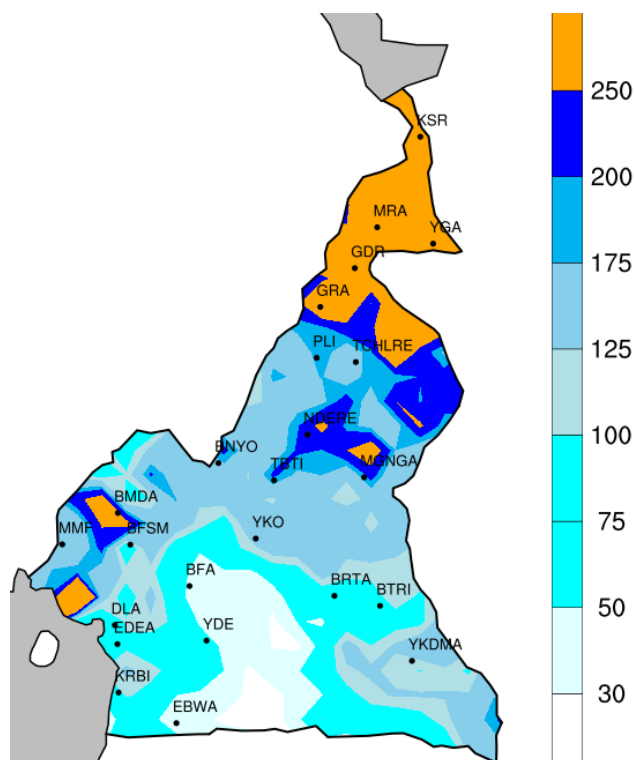 KSR
MRA
YGA
GDR
GRA
PLI
TCHLRE
NDERE
BNYO
TBTI
MGNGA
BMDA
MMF
BFSM
YKO
BFA
BRTA
BTRI
DLA
EDEA
YDE
YKDMA
KRBI
EBWA
250
200
175
125
100
75
50
30